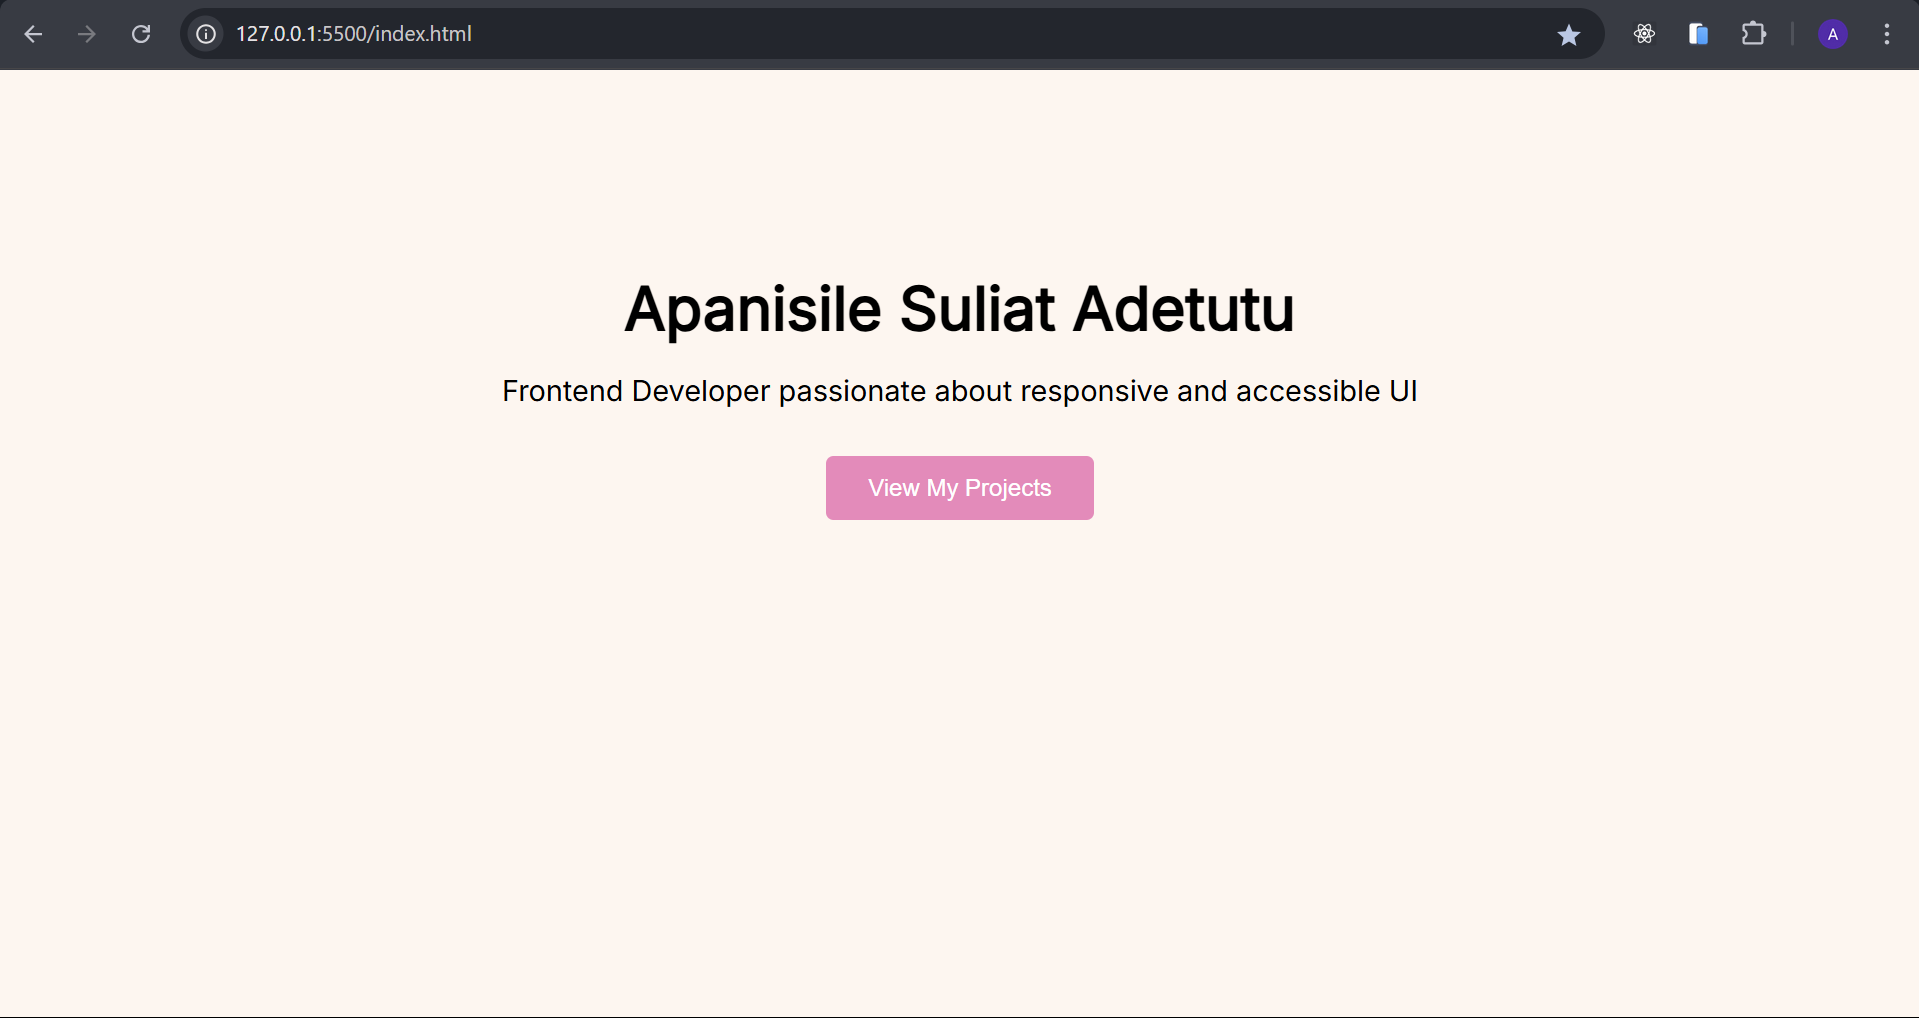 127.0.0.1:5500/index.html
A
Apanisile Suliat Adetutu
Frontend Developer passionate about responsive and accessible UI
View My Projects